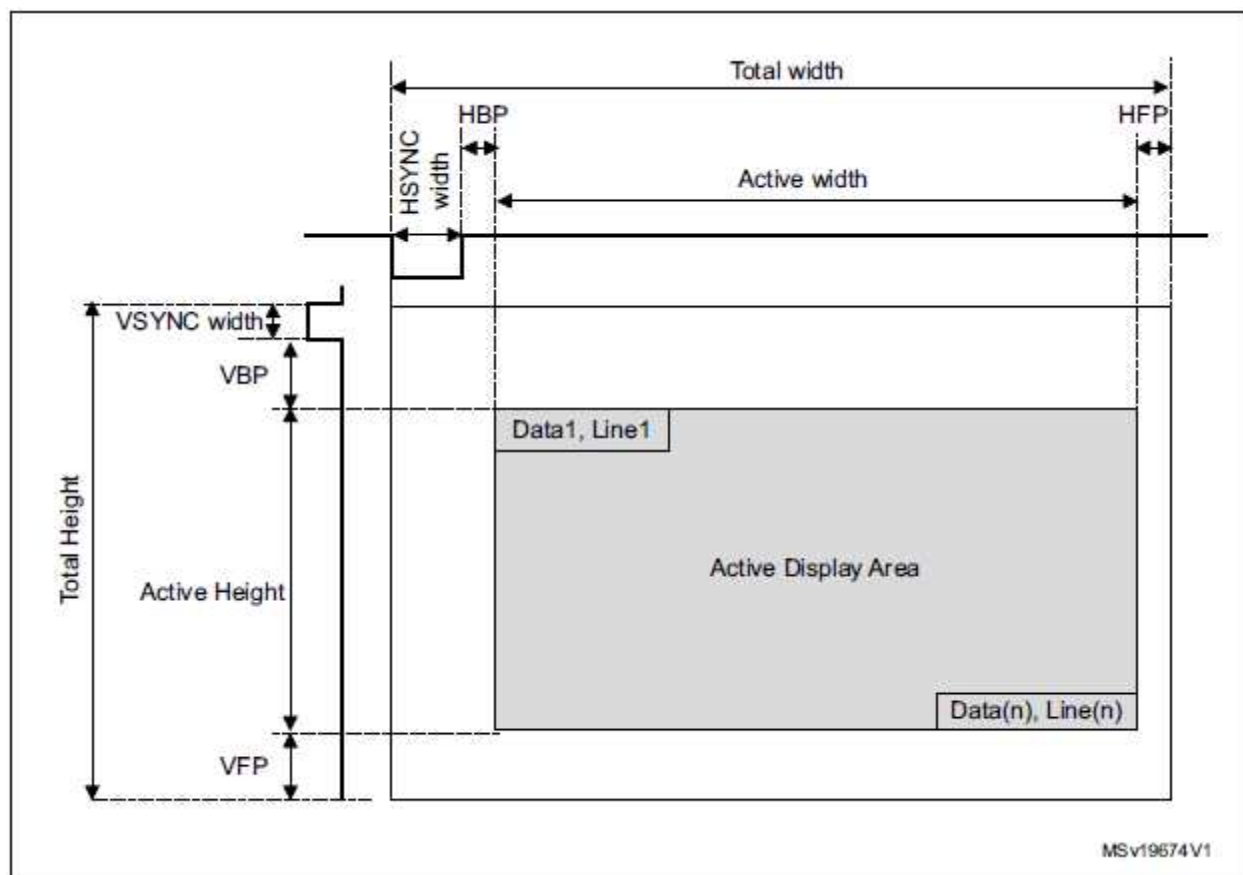 Total width
HBP
HFP
HSYNC
width
Active width
VSYNC width
VBP
Data1, Line1
Total Height
Active Display Area
Active Height
Data(n), Line(n)
VFP
MSv19674V1